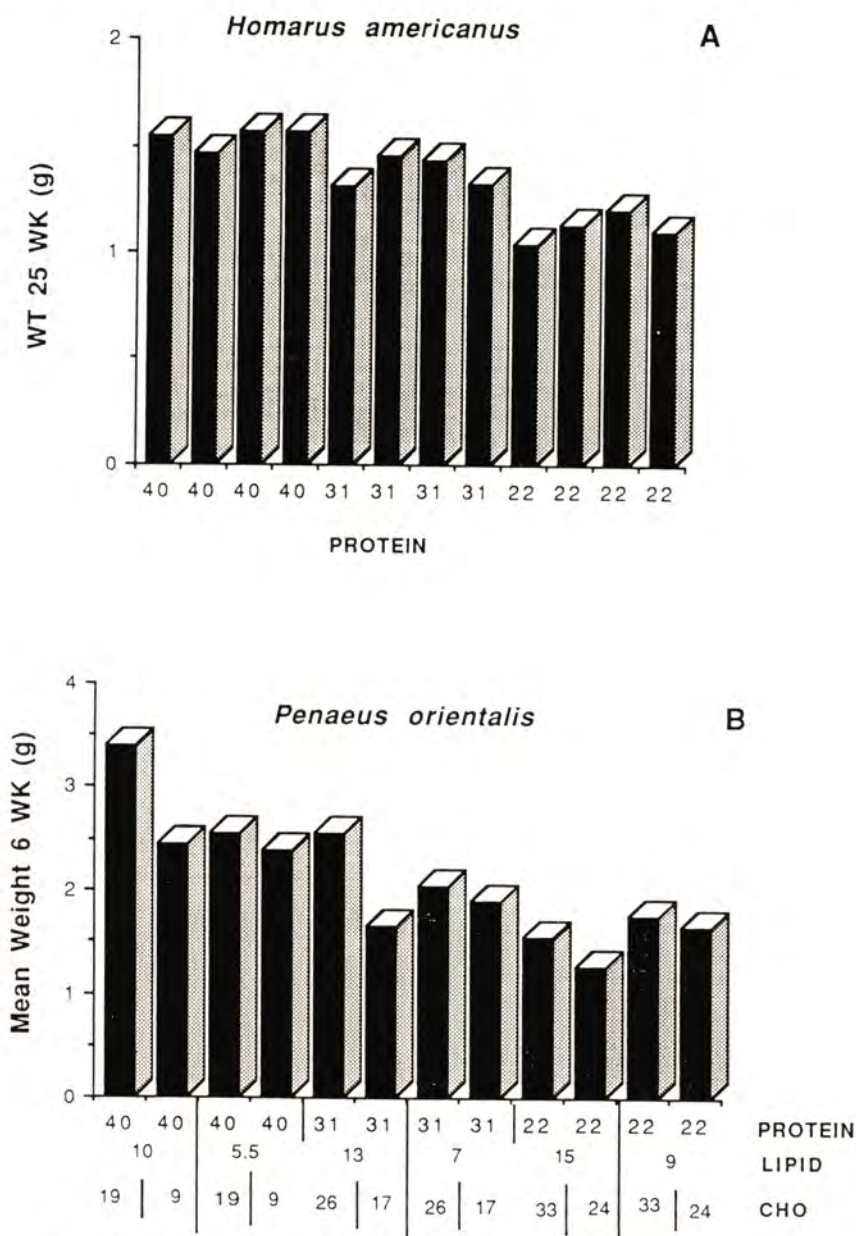 Homarus americanus
A
2
1
0
WT 25 WK (g)
40 40 40 40 31 31 31 31 22 22 22 22
PROTEIN
Penaeus orientalis
B
4
3
2
1
0
Mean Weight 6 WK (g)
40 40 40 40 31 31 31 31 22 22 22 22 PROTEIN
10 5.5 13 7 15 9 LIPID
19 9 19 9 26 17 26 17 33 24 33 24 CHO